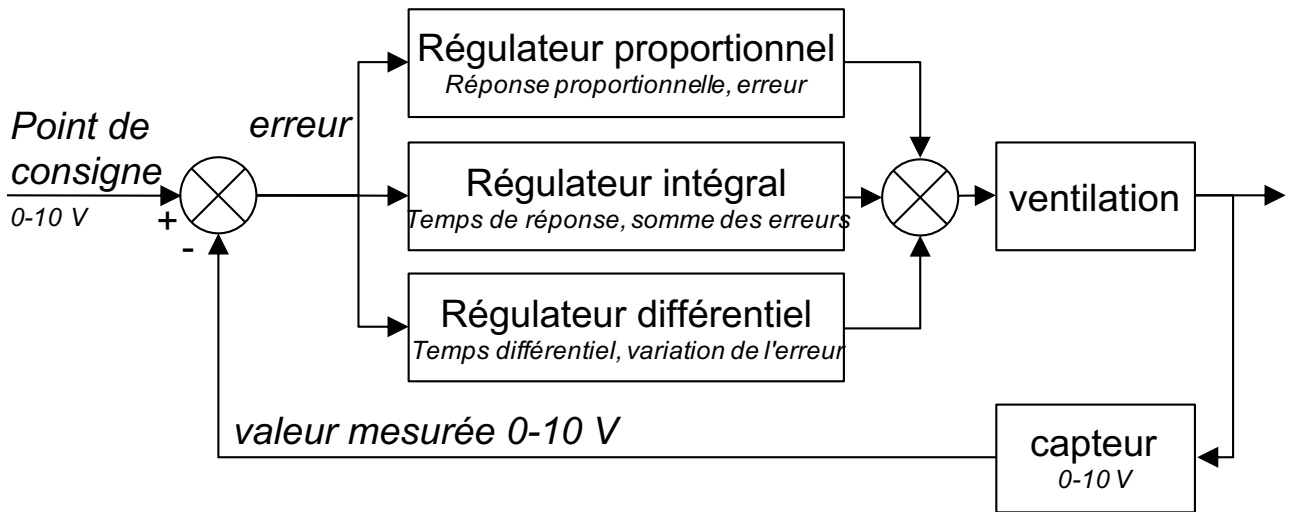 Régulateur proportionnel
Réponse proportionnelle, erreur
Point de
consigne
0-10 V
+
-
erreur
Régulateur intégral
Temps de réponse, somme des erreurs
ventilation
Régulateur différentiel
Temps différentiel, variation de l'erreur
valeur mesurée 0-10 V
capteur
0-10 V